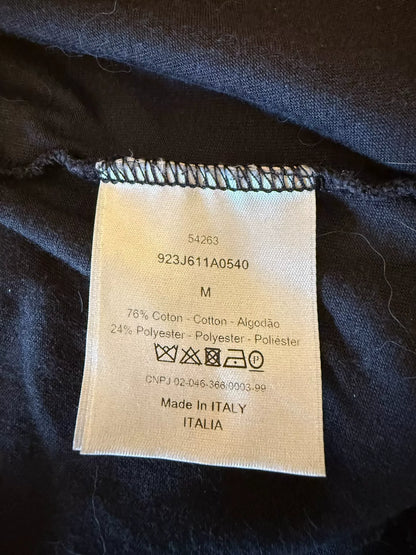 54263
923J611A0540
M
76% Coton - Cotton - Algodão
24% Polyester - Polyester - Poliéster
P
CNPJ 02-046-366/0003-99
Made In ITALY
ITALIA